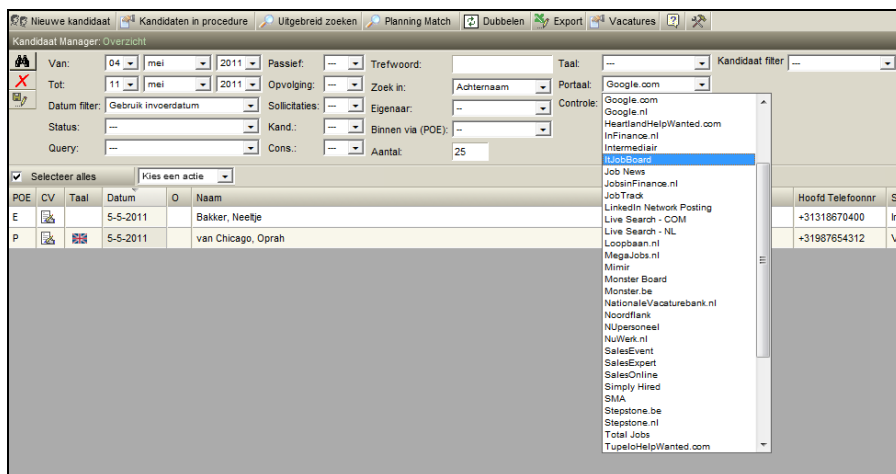 Nieuwe kandidaat Kandidaten in procedure Uitgebreid zoeken Planning Match Dubbelen Export Vacatures
Kandidaat Manager: Overzicht
Van: 04 mei 2011 Passief: --- Trefwoord: Taal: --- Kandidaat filter ---
Tot: 11 mei 2011 Opvolging: --- Zoek in: Achternaam Portaal: Google.com
Datum filter: Gebruik invoerdatum Sollicitaties: --- Eigenaar: -- Controle:
Status: --- Kand.: --- Binnen via (POE): --
Query: --- Cons.: --- Aantal: 25
Google.com
Google.nl
HeartlandHelpWanted.com
InFinance.nl
Intermediair
ItJobBoard
Job News
JobsinFinance.nl
JobTrack
LinkedIn Network Posting
Live Search - COM
Live Search - NL
Loopbaan.nl
MegaJobs.nl
Mimir
Monster Board
Monster.be
NationaleVacaturebank.nl
Noordflank
NUpersoneel
NuWerk.nl
SalesEvent
SalesExpert
SalesOnline
Simply Hired
SMA
Stepstone.be
Stepstone.nl
Total Jobs
TupeloHelpWanted.com
Selecteer alles Kies een actie
POE CV Taal Datum O Naam Hoofd Telefoonnr S
E 5-5-2011 Bakker, Neeltje +31318670400
P 5-5-2011 van Chicago, Oprah +31987654312 V